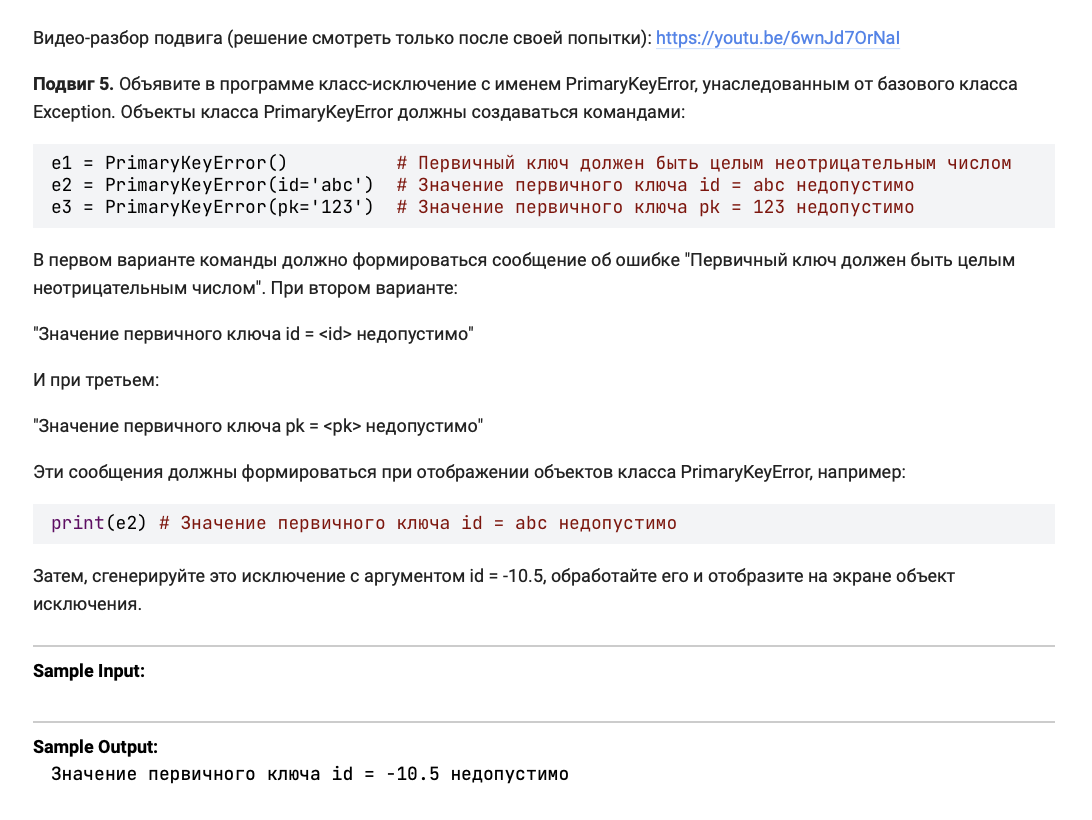 Видео-разбор подвига (решение смотреть только после своей попытки): https://youtu.be/6wnJd7OrNaI
Подвиг 5. Объявите в программе класс-исключение с именем PrimaryKeyError, унаследованным от базового класса
Exception. Объекты класса PrimaryKeyError должны создаваться командами:
e1 = PrimaryKeyError()          # Первичный ключ должен быть целым неотрицательным числом
e2 = PrimaryKeyError(id='abc')  # Значение первичного ключа id = abc недопустимо
e3 = PrimaryKeyError(pk='123')  # Значение первичного ключа pk = 123 недопустимо
В первом варианте команды должно формироваться сообщение об ошибке "Первичный ключ должен быть целым
неотрицательным числом". При втором варианте:
"Значение первичного ключа id = <id> недопустимо"
И при третьем:
"Значение первичного ключа pk = <pk> недопустимо"
Эти сообщения должны формироваться при отображении объектов класса PrimaryKeyError, например:
print(e2) # Значение первичного ключа id = abc недопустимо
Затем, сгенерируйте это исключение с аргументом id = -10.5, обработайте его и отобразите на экране объект
исключения.
Sample Input:
Sample Output:
Значение первичного ключа id = -10.5 недопустимо